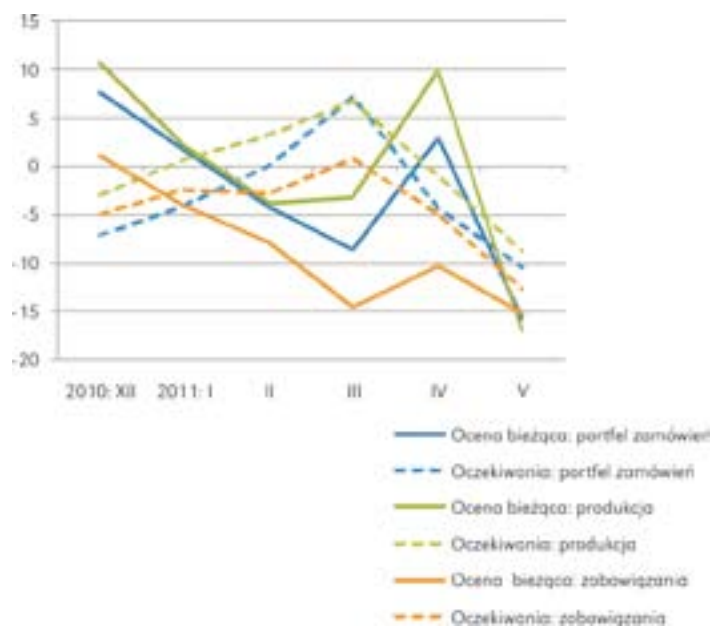 15
10
5
0
-5
-10
-15
-20
2010: XII 2011: I II III IV V
Ocena bieżąca: portfel zamówień
Oczekiwania: portfel zamówień
Ocena bieżąca: produkcja
Oczekiwania: produkcja
Ocena bieżąca: zobowiązania
Oczekiwania: zobowiązania